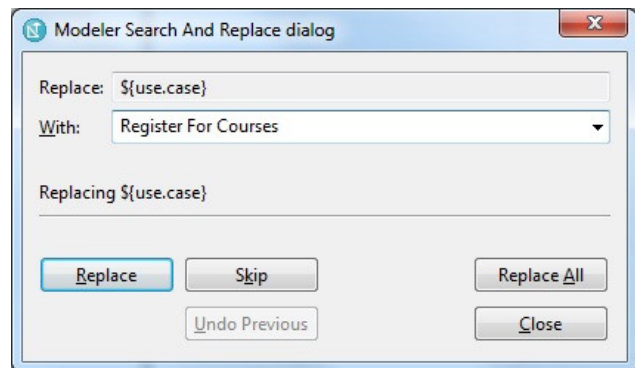 Modeler Search And Replace dialog
Replace: ${use.case}
With: Register For Courses
Replacing ${use.case}
Replace Skip Replace All
Undo Previous Close